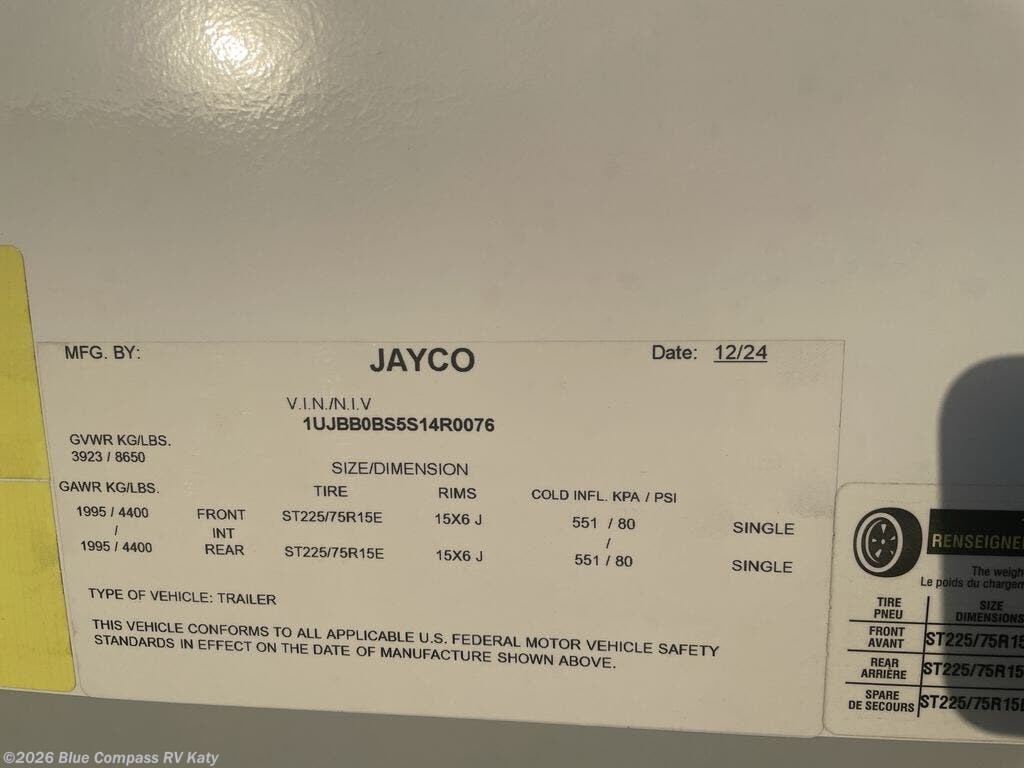 MFG. BY: JAYCO Date: 12/24
V.I.N./N.I.V
1UJBB0BS5S14R0076
GVWR KG/LBS.
3923 / 8650
SIZE/DIMENSION
GAWR KG/LBS. TIRE RIMS COLD INFL. KPA / PSI
1995 / 4400 FRONT ST225/75R15E 15X6 J 551 / 80 SINGLE
/ INT /
1995 / 4400 REAR ST225/75R15E 15X6 J 551 / 80 SINGLE
TYPE OF VEHICLE: TRAILER
THIS VEHICLE CONFORMS TO ALL APPLICABLE U.S. FEDERAL MOTOR VEHICLE SAFETY
STANDARDS IN EFFECT ON THE DATE OF MANUFACTURE SHOWN ABOVE.
The
Le poids du
TIRE SIZE
PNEU DIMENSIONS
FRONT ST225/75R15
AVANT
REAR ST225/75R15
ARRIÈRE
SPARE ST225/75R15E
DE SECOURS
©2026 Blue Compass RV Katy